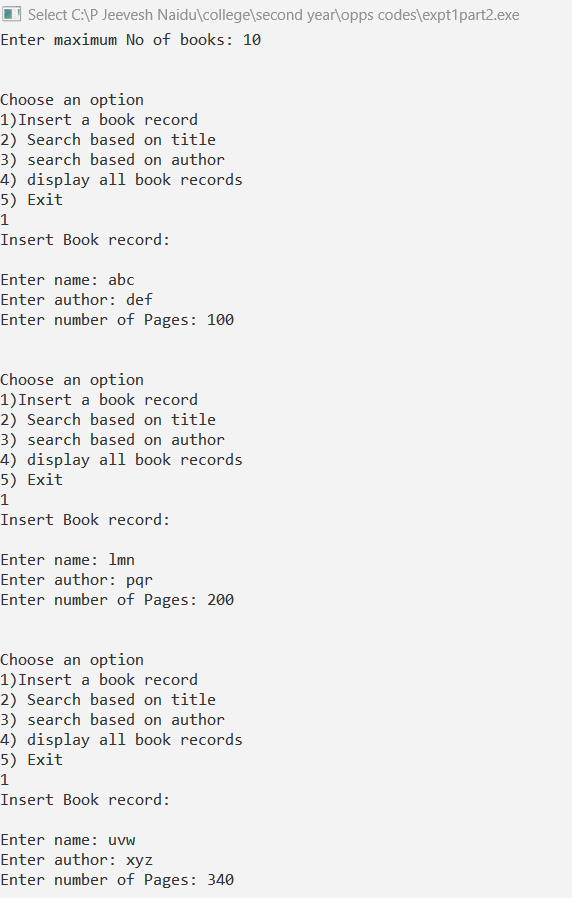 Select C:\P Jeevesh Naidu\college\second year\opps codes\expt1part2.exe
Enter maximum No of books: 10
Choose an option
1)Insert a book record
2) Search based on title
3) search based on author
4) display all book records
5) Exit
1
Insert Book record:
Enter name: abc
Enter author: def
Enter number of Pages: 100
Choose an option
1)Insert a book record
2) Search based on title
3) search based on author
4) display all book records
5) Exit
1
Insert Book record:
Enter name: lmn
Enter author: pqr
Enter number of Pages: 200
Choose an option
1)Insert a book record
2) Search based on title
3) search based on author
4) display all book records
5) Exit
1
Insert Book record:
Enter name: uvw
Enter author: xyz
Enter number of Pages: 340